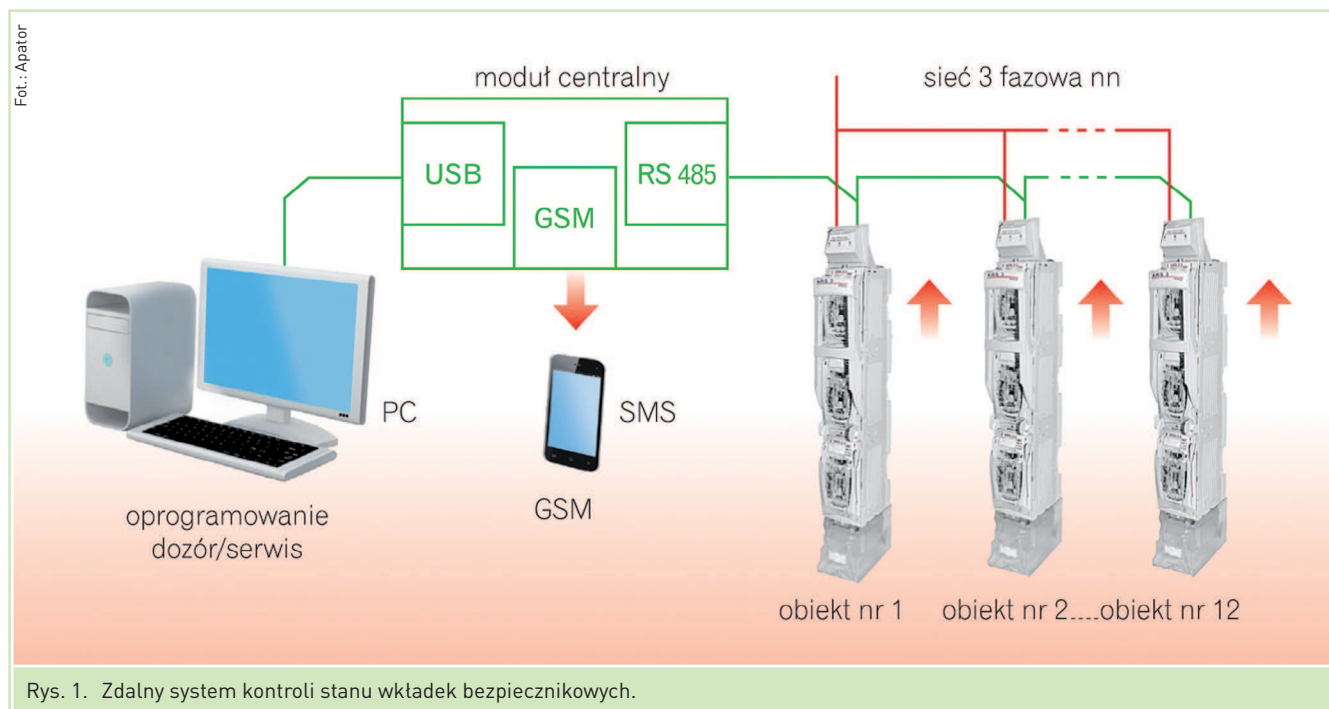 Fot.: Apator
moduł centralny
sieć 3 fazowa nn
USB
GSM
RS 485
PC
SMS
GSM
oprogramowanie
dozór/serwis
obiekt nr 1
obiekt nr 2....obiekt nr 12
Rys. 1. Zdalny system kontroli stanu wkładek bezpiecznikowych.